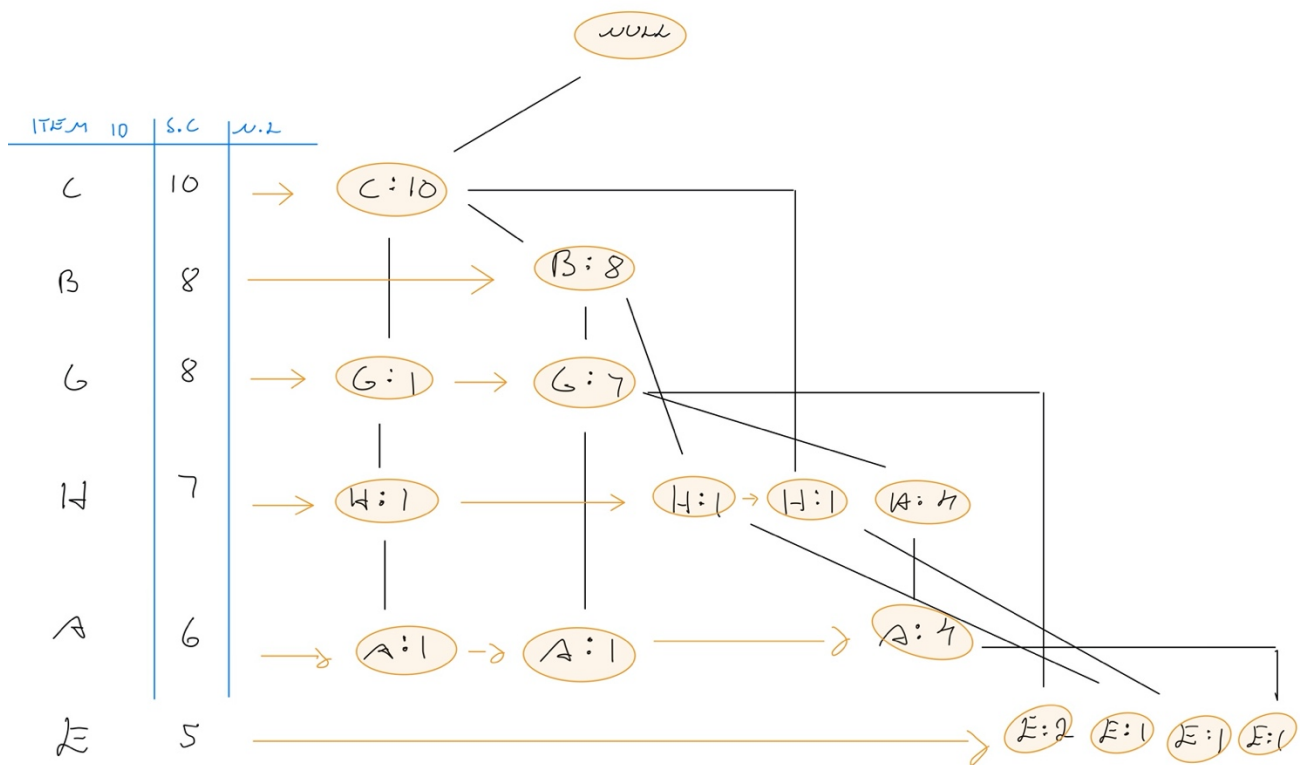 NULL
ITEM ID S.C N.L
C 10 C:10
B 8 B:8
G 8 G:1 G:7
H 7 H:1 H:1 H:1 H:4
A 6 A:1 A:1 A:4
E 5 E:2 E:1 E:1 E:1